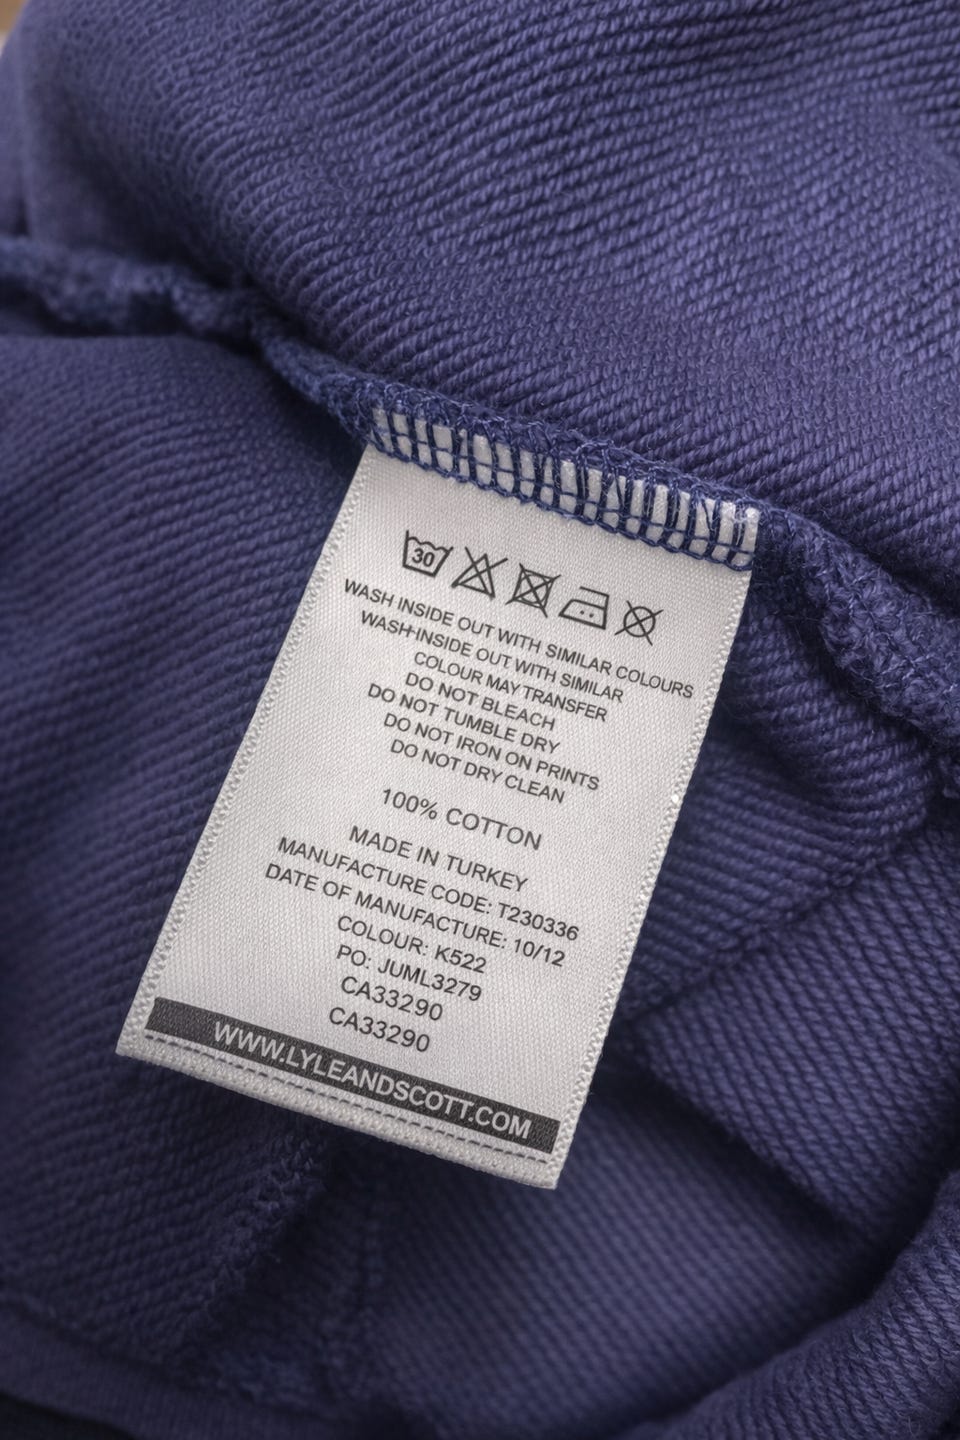 30
WASH INSIDE OUT WITH SIMILAR COLOURS
WASH-INSIDE OUT WITH SIMILAR
COLOUR MAY TRANSFER
DO NOT BLEACH
DO NOT TUMBLE DRY
DO NOT IRON ON PRINTS
DO NOT DRY CLEAN
100% COTTON
MADE IN TURKEY
MANUFACTURE CODE: T230336
DATE OF MANUFACTURE: 10/12
COLOUR: K522
PO: JUML3279
CA33290
CA33290
WWW.LYLEANDSCOTT.COM